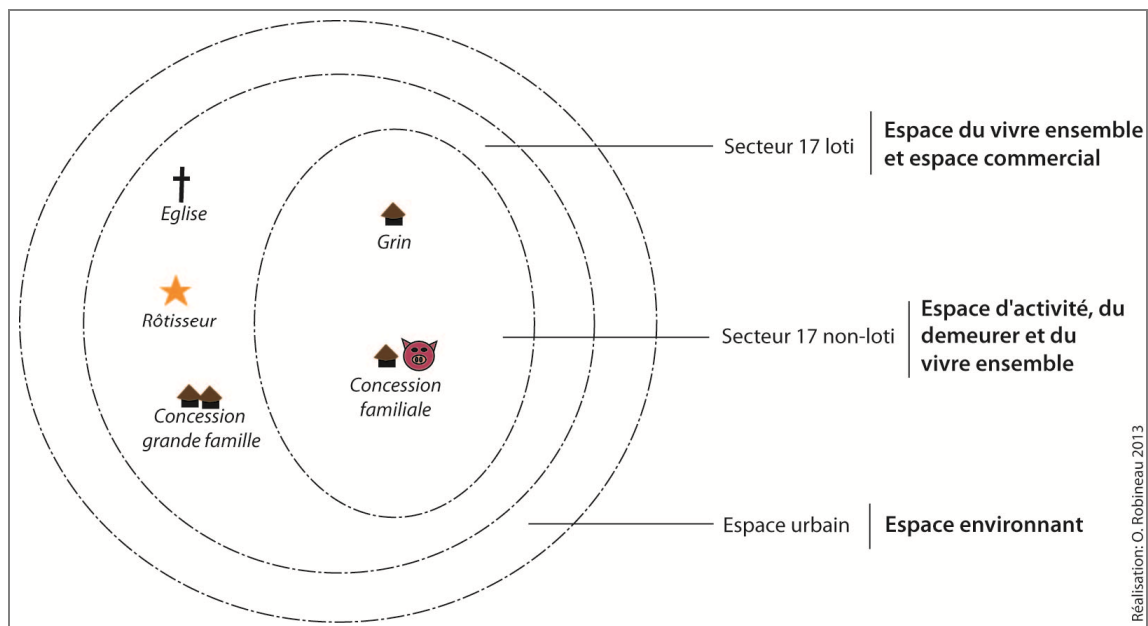 Eglise
Rôtisseur
Concession
grande famille
Grin
Concession
familiale
Secteur 17 loti
Espace du vivre ensemble
et espace commercial
Secteur 17 non-loti
Espace d'activité, du
demeurer et du
vivre ensemble
Espace urbain
Espace environnant
Réalisation: O. Robineau 2013